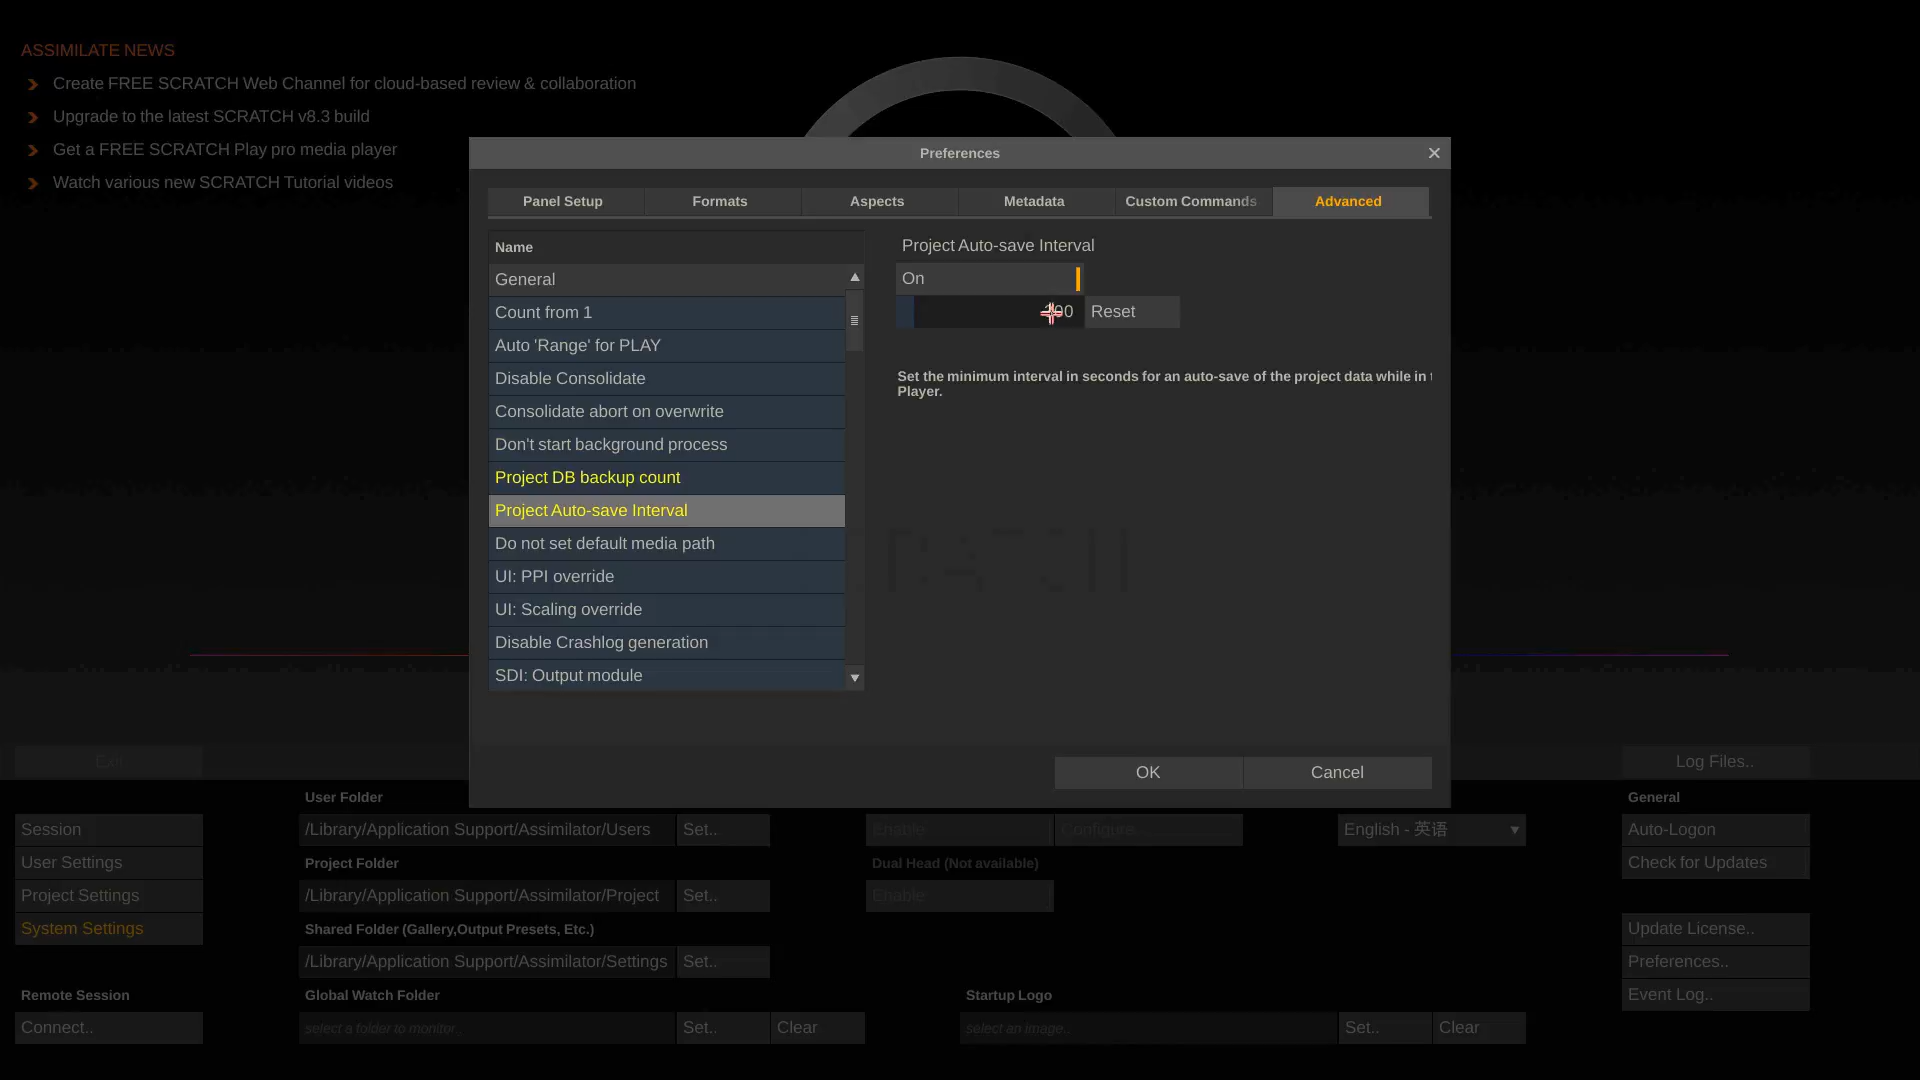 ASSIMILATE NEWS
Create FREE SCRATCH Web Channel for cloud-based review & collaboration
Upgrade to the latest SCRATCH v8.3 build
Get a FREE SCRATCH Play pro media player
Watch various new SCRATCH Tutorial videos
Preferences
Panel Setup
Formats
Aspects
Metadata
Custom Commands
Advanced
Name
General
Count from 1
Auto 'Range' for PLAY
Disable Consolidate
Consolidate abort on overwrite
Don't start background process
Project DB backup count
Project Auto-save Interval
Do not set default media path
UI: PPI override
UI: Scaling override
Disable Crashlog generation
SDI: Output module
Project Auto-save Interval
On
Reset
Set the minimum interval in seconds for an auto-save of the project data while in
Player.
OK
Cancel
Exit
Log Files..
Session
User Settings
Project Settings
System Settings
Remote Session
Connect..
User Folder
/Library/Application Support/Assimilator/Users
Set..
Project Folder
/Library/Application Support/Assimilator/Project
Set..
Shared Folder (Gallery,Output Presets, Etc.)
/Library/Application Support/Assimilator/Settings
Set..
Global Watch Folder
select a folder to monitor..
Set..
Clear
Enable
Configure..
Dual Head (Not available)
Enable
Startup Logo
select an image..
Set..
Clear
English - 英语
General
Auto-Logon
Check for Updates
Update License..
Preferences..
Event Log..